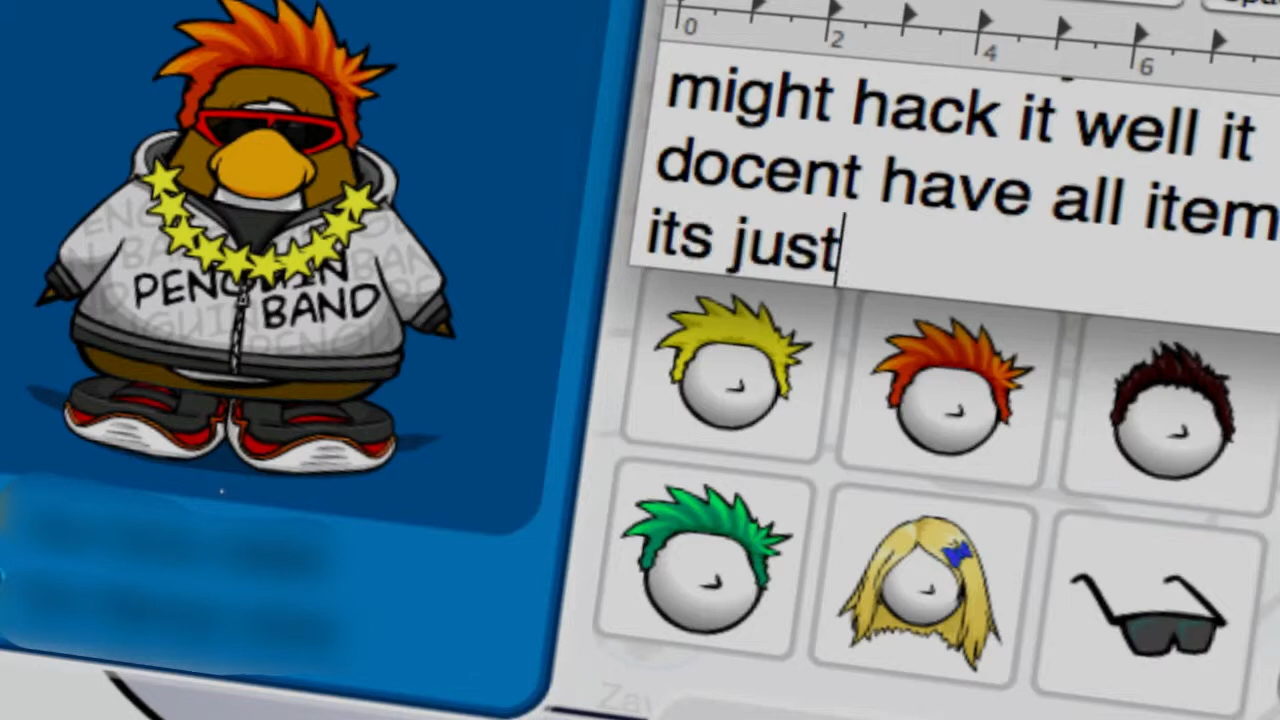 0 2 4 6
might hack it well it
docent have all item
its just
PENGUIN
BAND